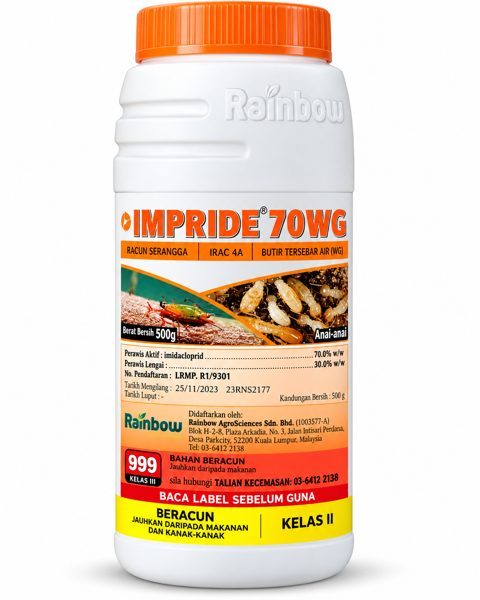 Rainbow
IMPRIDE® 70WG
RACUN SERANGGA IRAC 4A BUTIR TERSEBAR AIR (WG)
Berat Bersih 500g
Anai-anai
Perawis Aktif : imidacloprid 70.0% w/w
Perawis Lengai : 30.0% w/w
No. Pendaftaran : LRMP. R1/9301
Tarikh Mengilang : 25/11/2023 23RNS2177
Tarikh Luput : - Kandungan Bersih : 500 g
Rainbow
Didaftarkan oleh:
Rainbow AgroSciences Sdn. Bhd. (1003577-A)
Blok H-2-8, Plaza Arkadia, No. 3, Jalan Intisari Perdana,
Desa Parkcity, 52200 Kuala Lumpur, Malaysia
Tel: 03-6412 2138
999
KELAS III
BAHAN BERACUN
Jauhkan daripada makanan
sila hubungi TALIAN KECEMASAN: 03-6412 2138
BACA LABEL SEBELUM GUNA
BERACUN
JAUHKAN DARIPADA MAKANAN
DAN KANAK-KANAK
KELAS II